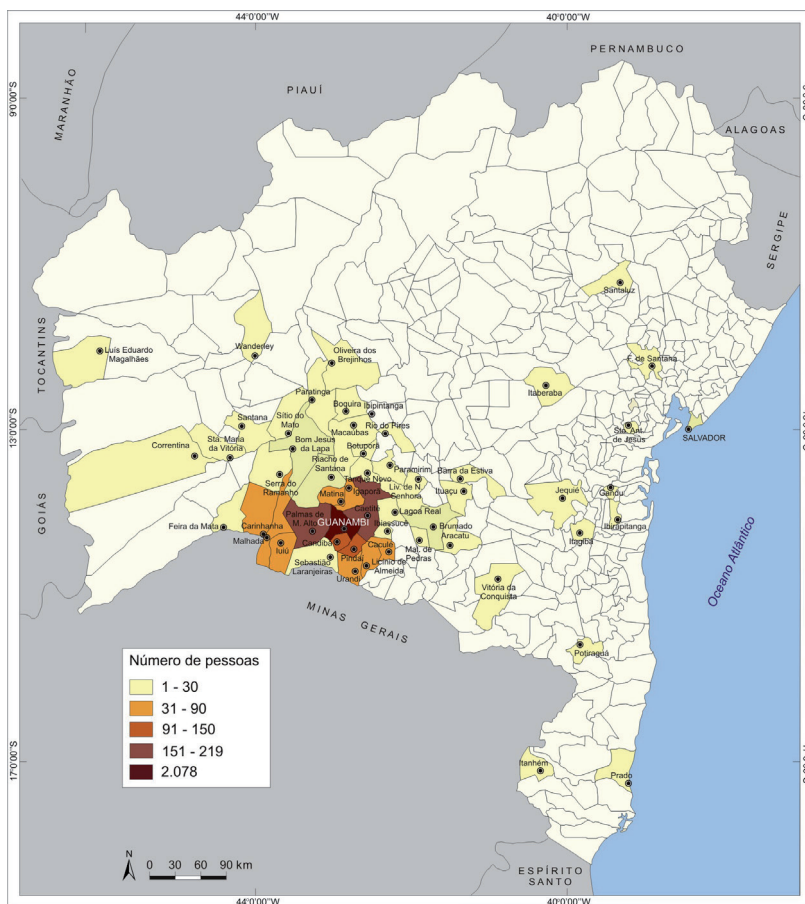 44°0'0"W
40°0'0"W
PERNAMBUCO
MARANHÃO
PIAUÍ
9°0'0"S
ALAGOAS
SERGIPE
Santaluz
TOCANTINS
Luís Eduardo
Magalhães
Wanderley
Oliveira dos
Brejinhos
F. de Santana
Itaberaba
Paratinga
Boquira
Ibipintanga
Santana
Sítio do
Mato
Macaúbas
Rio do Pires
13°0'0"S
Sto. Ant.
de Jesus
SALVADOR
Correntina
Sta. Maria
da Vitória
Bom Jesus
da Lapa
Botuporã
Riacho de
Santana
Tanque Novo
Paramirim
Barra da Estiva
Serra do
Ramalho
Igaporã
Matina
Liv. de N.
Senhora
Ituaçu
Jequié
Gandu
GOIÁS
Caetité
Lagoa Real
Ibirapitanga
Feira da Mata
Carinhanha
Palmas de
M. Alto
GUANAMBI
Ibiassucê
Brumado
Itagibá
Malhada
Iuiú
Candiba
Caculé
Mal. de
Pedras
Aracatu
Pindaí
Sebastião
Laranjeiras
Licínio de
Almeida
Urandi
Vitória da
Conquista
Oceano Atlântico
MINAS GERAIS
Potiraguá
Número de pessoas
1 - 30
31 - 90
91 - 150
151 - 219
2.078
17°0'0"S
Itanhém
Prado
N
0 30 60 90 km
ESPÍRITO
SANTO
44°0'0"W
40°0'0"W